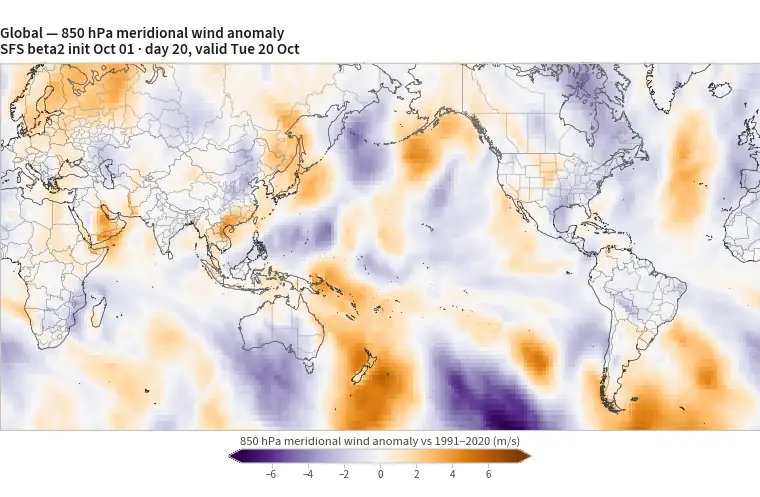 Global — 850 hPa meridional wind anomaly
SFS beta2 init Oct 01 · day 20, valid Tue 20 Oct
850 hPa meridional wind anomaly vs 1991–2020 (m/s)
−6 −4 −2 0 2 4 6